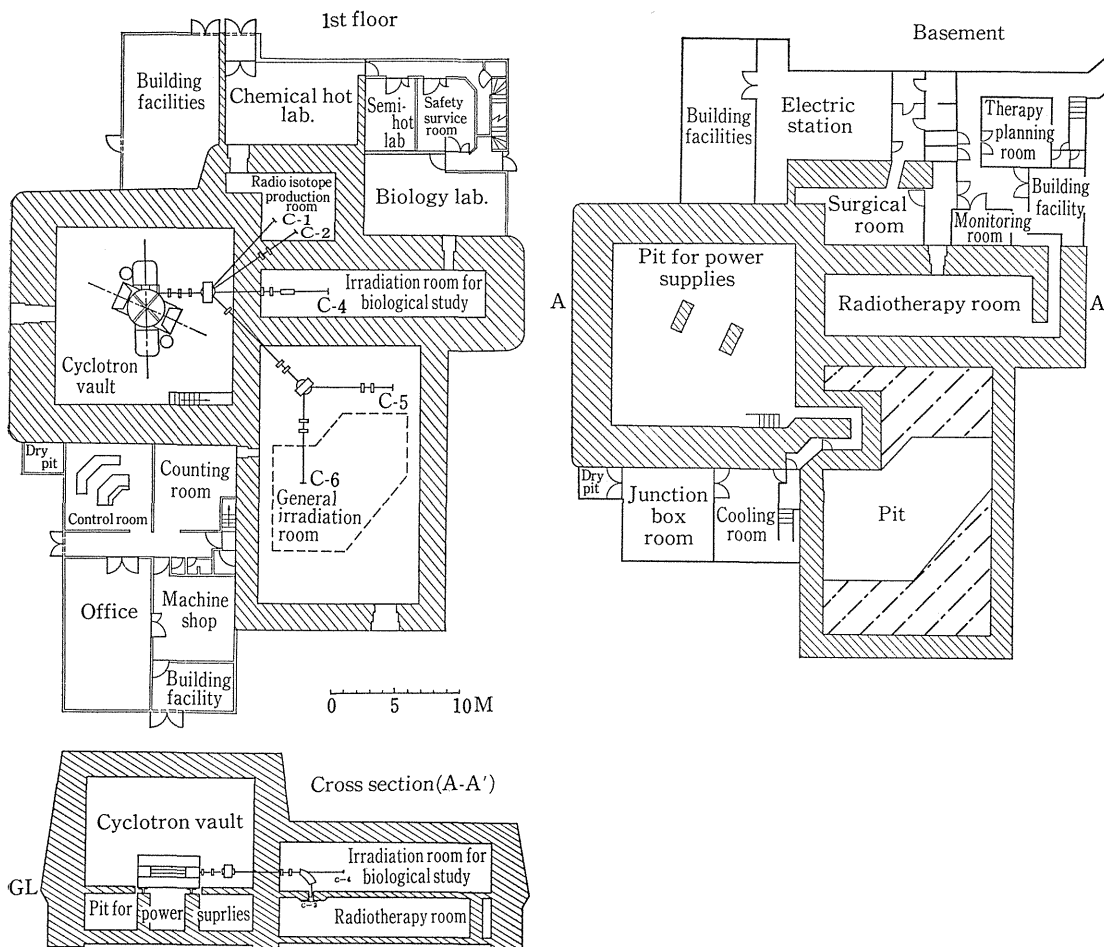 1st floor
Building
facilities
Chemical hot
lab.
Semi-
hot lab
Safety
survice
room
Biology lab.
Radio isotope
production
room
C-1
C-2
Irradiation room for
biological study
C-4
Cyclotron
vault
C-5
C-6
General
irradiation
room
Dry
pit
Control room
Counting
room
Office
Machine
shop
Building
facility
0 5 10M
Basement
Building
facilities
Electric
station
Therapy
planning
room
Building
facility
Surgical
room
Monitoring
room
Pit for power
supplies
A
Radiotherapy room
A
Dry
pit
Junction
box
room
Cooling
room
Pit
Cross section(A-A')
Cyclotron vault
Irradiation room for
biological study
C-4
GL
C-3
Pit for power suprlies
Radiotherapy room